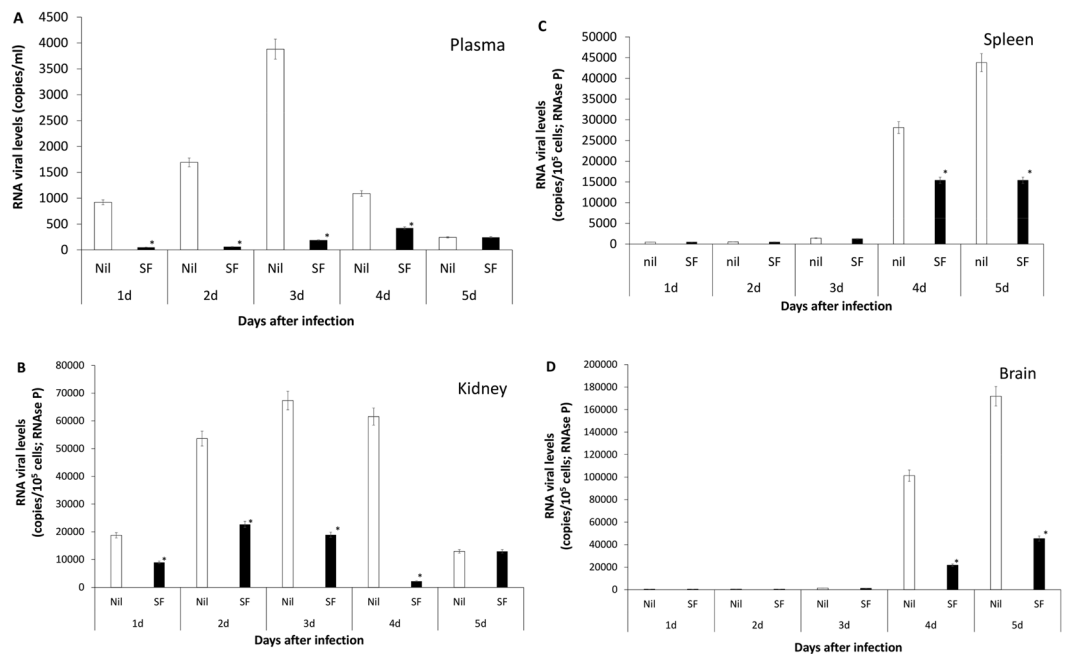 A
Plasma
RNA viral levels (copies/ml)
4500
4000
3500
3000
2500
2000
1500
1000
500
0
* * * *
Nil SF Nil SF Nil SF Nil SF Nil SF
1d 2d 3d 4d 5d
Days after infection
B
Kidney
RNA viral levels
(copies/10⁵ cells; RNAse P)
80000
70000
60000
50000
40000
30000
20000
10000
0
* * * *
Nil SF Nil SF Nil SF Nil SF Nil SF
1d 2d 3d 4d 5d
Days after infection
C
Spleen
RNA viral levels
(copies/10⁵ cells; RNAse P)
50000
45000
40000
35000
30000
25000
20000
15000
10000
5000
0
* *
nil SF nil SF nil SF nil SF nil SF
1d 2d 3d 4d 5d
Days after infection
D
Brain
RNA viral levels
(copies/10⁵ cells; RNAse P)
200000
180000
160000
140000
120000
100000
80000
60000
40000
20000
0
* *
Nil SF Nil SF Nil SF Nil SF Nil SF
1d 2d 3d 4d 5d
Days after infection